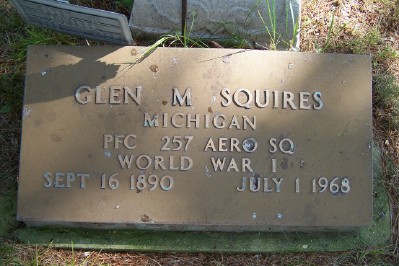 GLEN M SQUIRES
MICHIGAN
PFC 257 AERO SQ
WORLD WAR I
SEPT 16 1890 JULY 1 1968